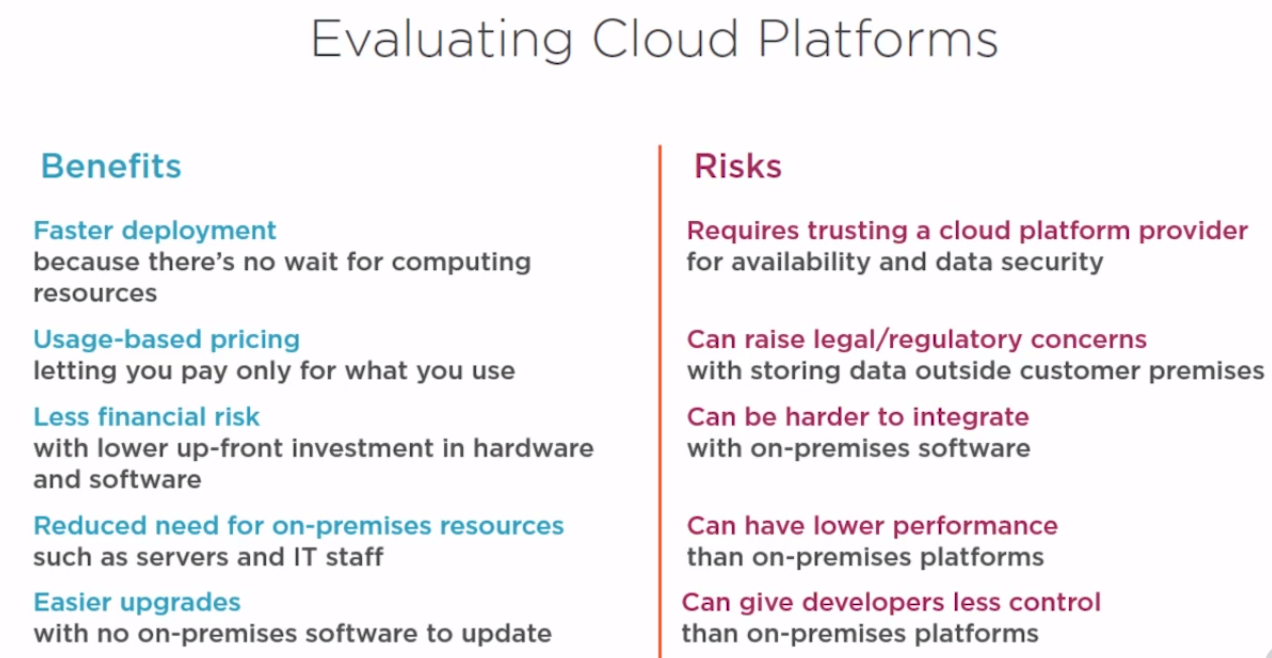 Evaluating Cloud Platforms
Benefits
Faster deployment
because there's no wait for computing
resources
Usage-based pricing
letting you pay only for what you use
Less financial risk
with lower up-front investment in hardware
and software
Reduced need for on-premises resources
such as servers and IT staff
Easier upgrades
with no on-premises software to update
Risks
Requires trusting a cloud platform provider
for availability and data security
Can raise legal/regulatory concerns
with storing data outside customer premises
Can be harder to integrate
with on-premises software
Can have lower performance
than on-premises platforms
Can give developers less control
than on-premises platforms